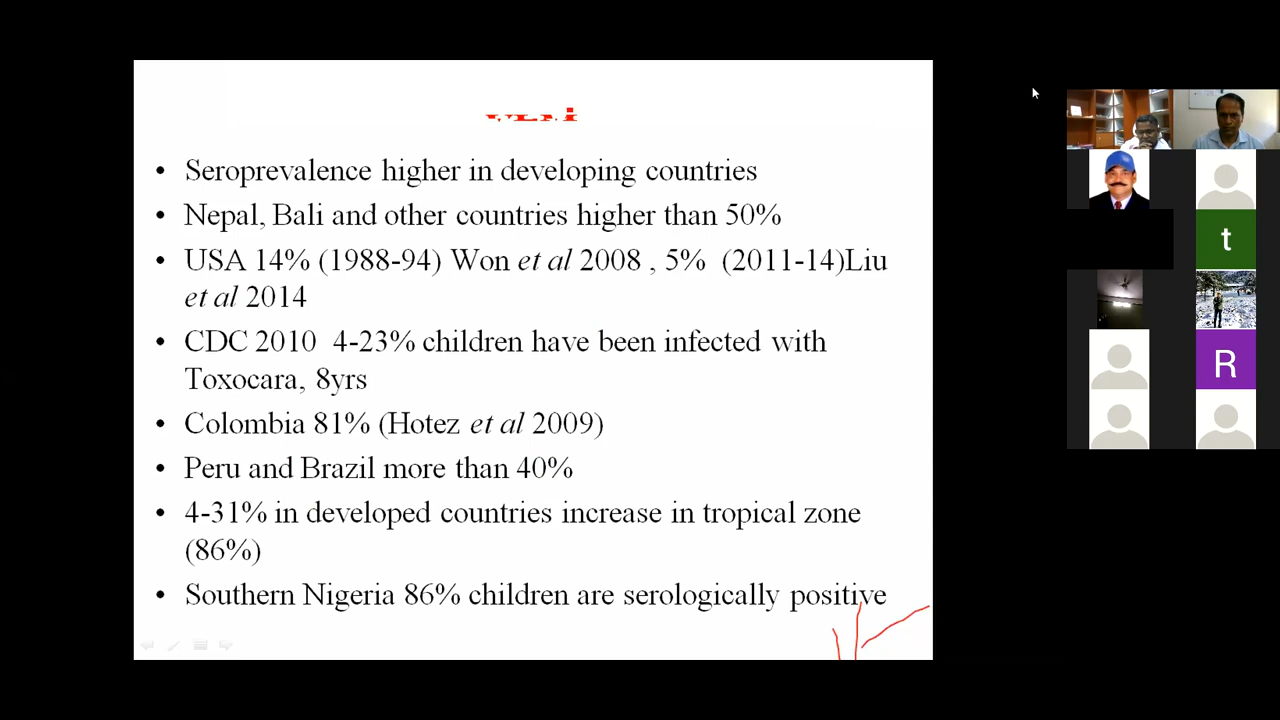 • Seroprevalence higher in developing countries
• Nepal, Bali and other countries higher than 50%
• USA 14% (1988-94) Won et al 2008 , 5% (2011-14)Liu
et al 2014
• CDC 2010 4-23% children have been infected with
Toxocara, 8yrs
• Colombia 81% (Hotez et al 2009)
• Peru and Brazil more than 40%
• 4-31% in developed countries increase in tropical zone
(86%)
• Southern Nigeria 86% children are serologically positive
t
R